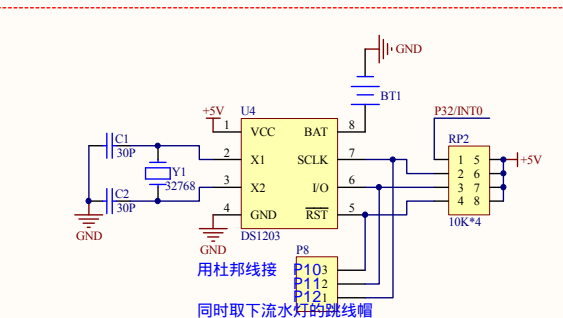 GND
BT1
+5V
U4
P32/INT0
1 VCC BAT 8
C1
30P
RP2
2 X1 SCLK 7
1 5
+5V
Y1
32768
2 6
3 X2 I/O 6
3 7
C2
30P
4 8
4 GND RST 5
10K*4
GND
GND
DS1203
P8
用杜邦线接
P10 3
P11 2
P12 1
同时取下流水灯的跳线帽